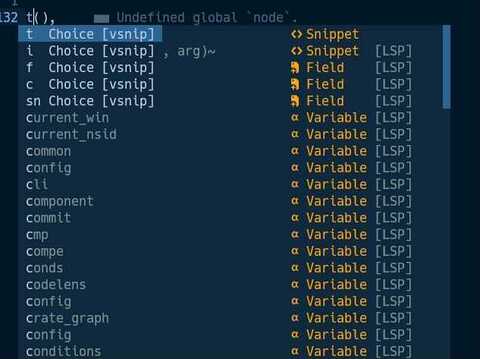 1
132 t(), Undefined global `node`.
t Choice [vsnip] <> Snippet
i Choice [vsnip] , arg)~ <> Snippet [LSP]
f Choice [vsnip] Field [LSP]
c Choice [vsnip] Field [LSP]
sn Choice [vsnip] Field [LSP]
current_win α Variable [LSP]
current_nsid α Variable [LSP]
common α Variable [LSP]
config α Variable [LSP]
cli α Variable [LSP]
component α Variable [LSP]
commit α Variable [LSP]
cmp α Variable [LSP]
compe α Variable [LSP]
conds α Variable [LSP]
codelens α Variable [LSP]
config α Variable [LSP]
crate_graph α Variable [LSP]
config α Variable [LSP]
conditions α Variable [LSP]